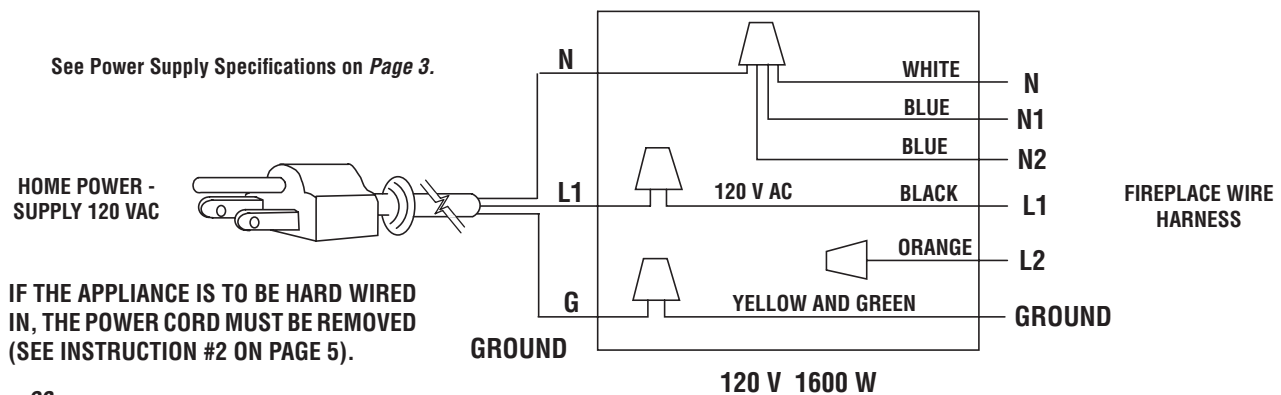 See Power Supply Specifications on Page 3.
N
WHITE
N
BLUE
N1
BLUE
N2
HOME POWER -
SUPPLY 120 VAC
L1
120 V AC
BLACK
L1
FIREPLACE WIRE
HARNESS
ORANGE
L2
IF THE APPLIANCE IS TO BE HARD WIRED
IN, THE POWER CORD MUST BE REMOVED
(SEE INSTRUCTION #2 ON PAGE 5).
G
GROUND
YELLOW AND GREEN
GROUND
120 V 1600 W